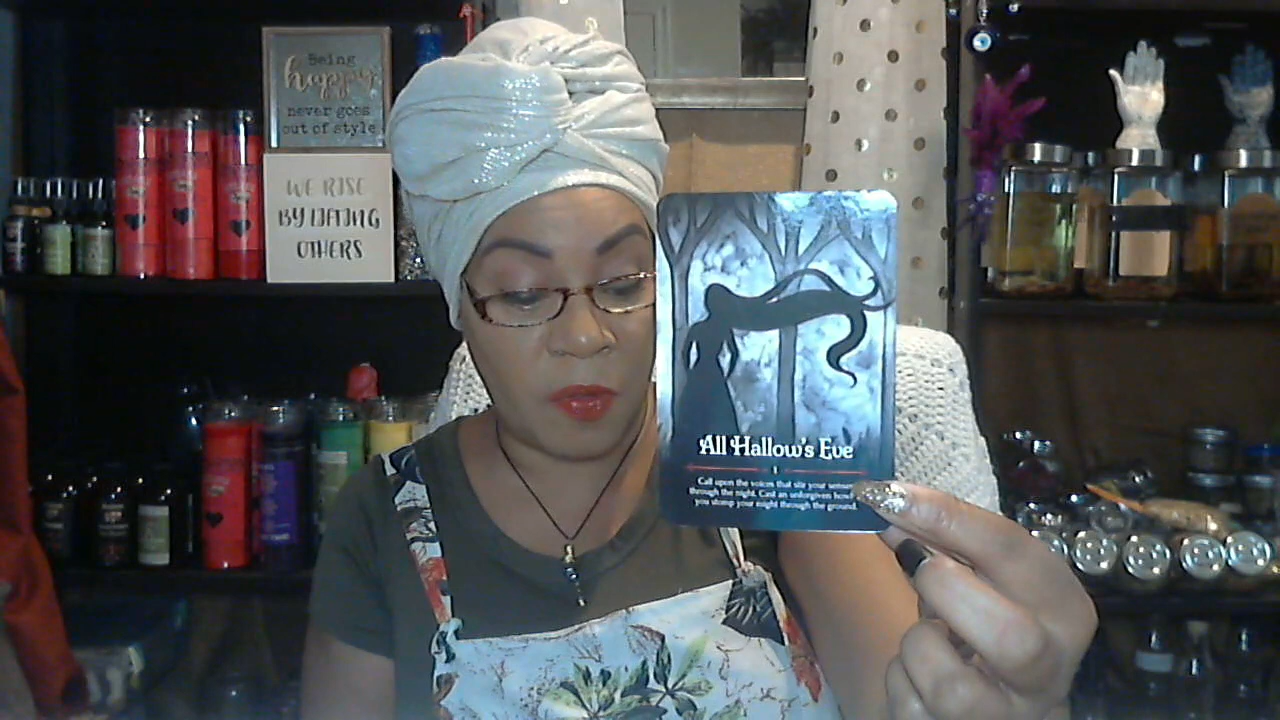 Being
happy
never goes
out of style
WE RISE
BY LIFTING
OTHERS
All Hallow's Eve
1
Call upon the voices that stir your senses
through the night. Cast an unforgiven howl
you stomp your might through the ground.